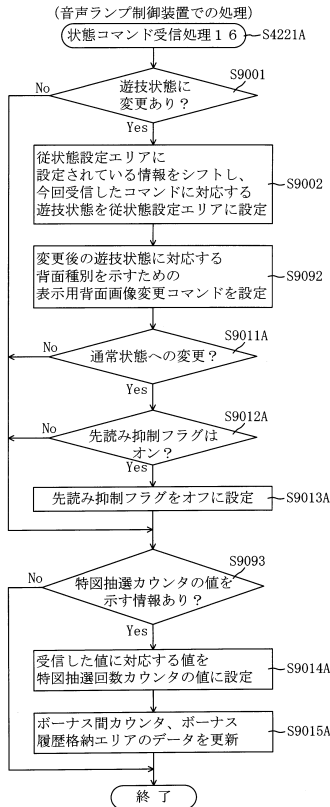 (音声ランプ制御装置での処理)
状態コマンド受信処理16
S4221A
S9001
遊技状態に
変更あり?
No
Yes
従状態設定エリアに
設定されている情報をシフトし、
今回受信したコマンドに対応する
遊技状態を従状態設定エリアに設定
S9002
変更後の遊技状態に対応する
背面種別を示すための
表示用背面画像変更コマンドを設定
S9092
S9011A
通常状態への変更?
No
Yes
S9012A
先読み抑制フラグは
オン?
No
Yes
先読み抑制フラグをオフに設定
S9013A
S9093
特図抽選カウンタの値を
示す情報あり?
No
Yes
受信した値に対応する値を
特図抽選回数カウンタの値に設定
S9014A
ボーナス間カウンタ、ボーナス
履歴格納エリアのデータを更新
S9015A
終了